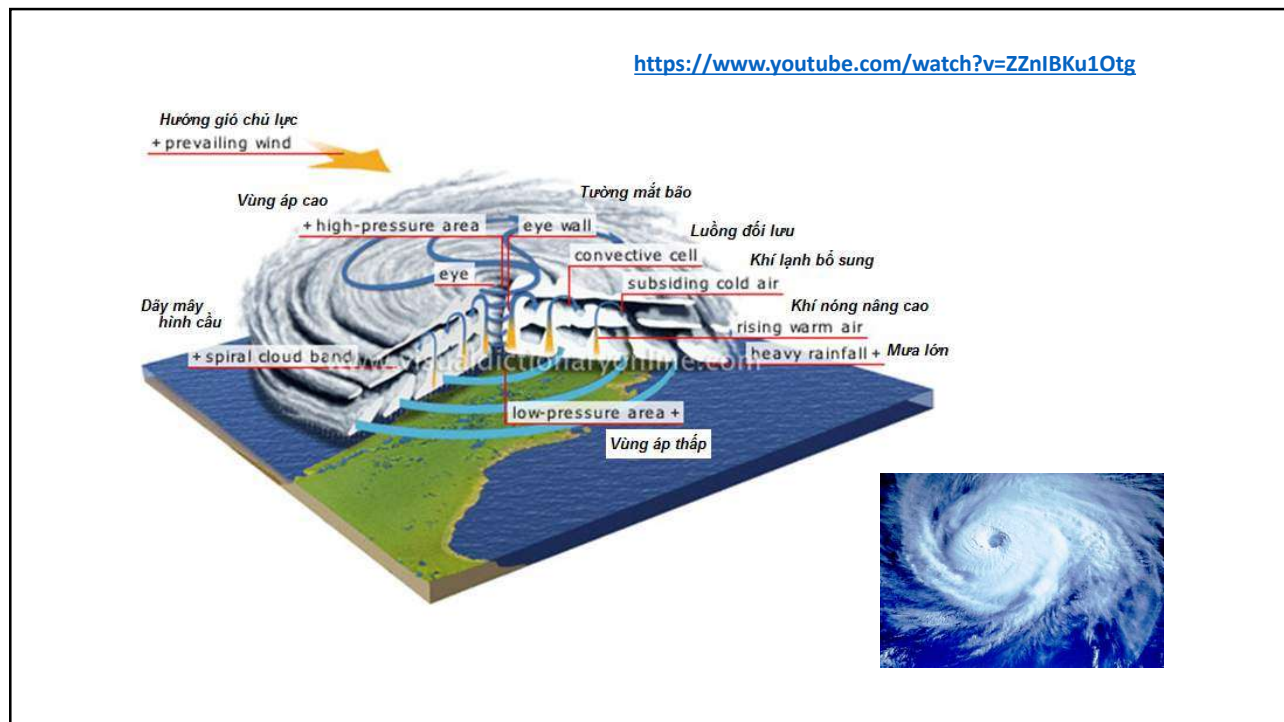 https://www.youtube.com/watch?v=ZZnIBKu1Otg
Hướng gió chủ lực
+ prevailing wind
Vùng áp cao
+ high-pressure area
Tường mắt bão
eye wall
Luồng đối lưu
convective cell
Khí lạnh bổ sung
subsiding cold air
eye
Dãy mây
hình cầu
+ spiral cloud band
Khí nóng nâng cao
rising warm air
heavy rainfall + Mưa lớn
www.visualdictionaryonline.com
low-pressure area +
Vùng áp thấp